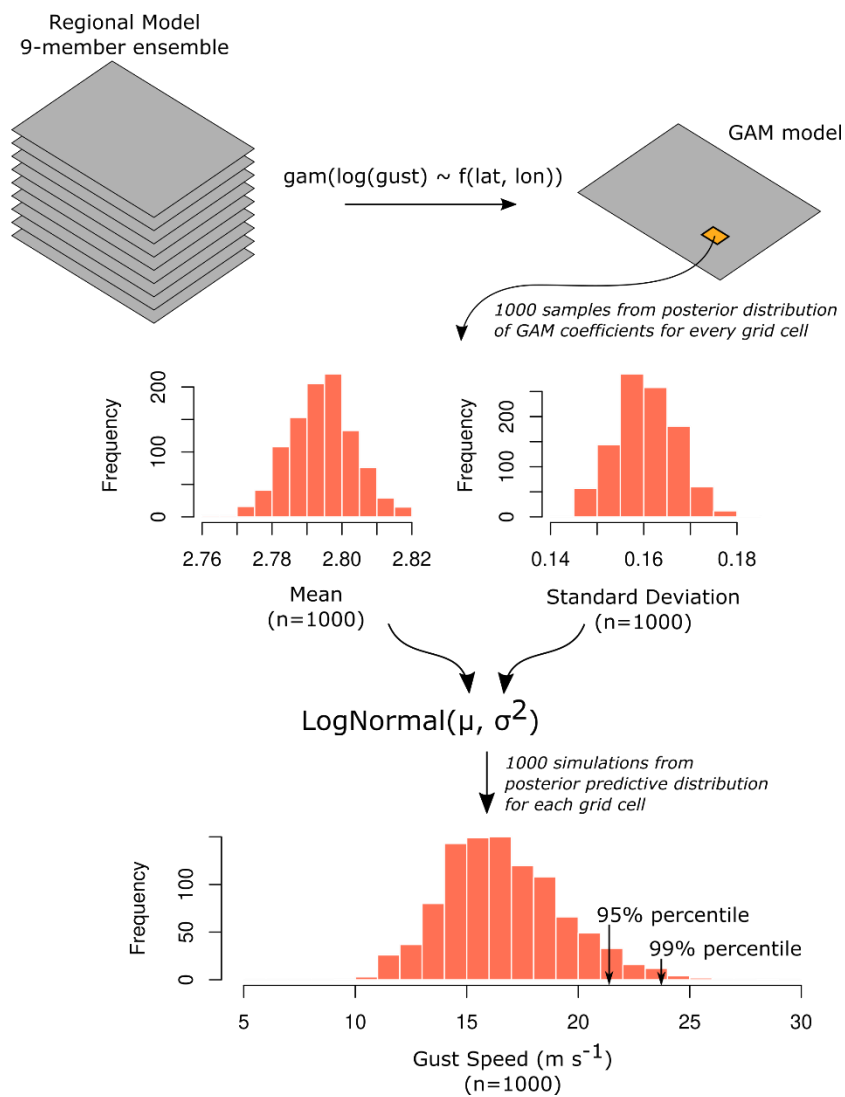 Regional Model
9-member ensemble
GAM model
gam(log(gust) ~ f(lat, lon))
1000 samples from posterior distribution
of GAM coefficients for every grid cell
Frequency
0
100
200
2.76
2.78
2.80
2.82
Mean
(n=1000)
Frequency
0
100
200
0.14
0.16
0.18
Standard Deviation
(n=1000)
LogNormal(μ, σ²)
1000 simulations from
posterior predictive distribution
for each grid cell
Frequency
0
50
100
95% percentile
99% percentile
5
10
15
20
25
30
Gust Speed (m s⁻¹)
(n=1000)